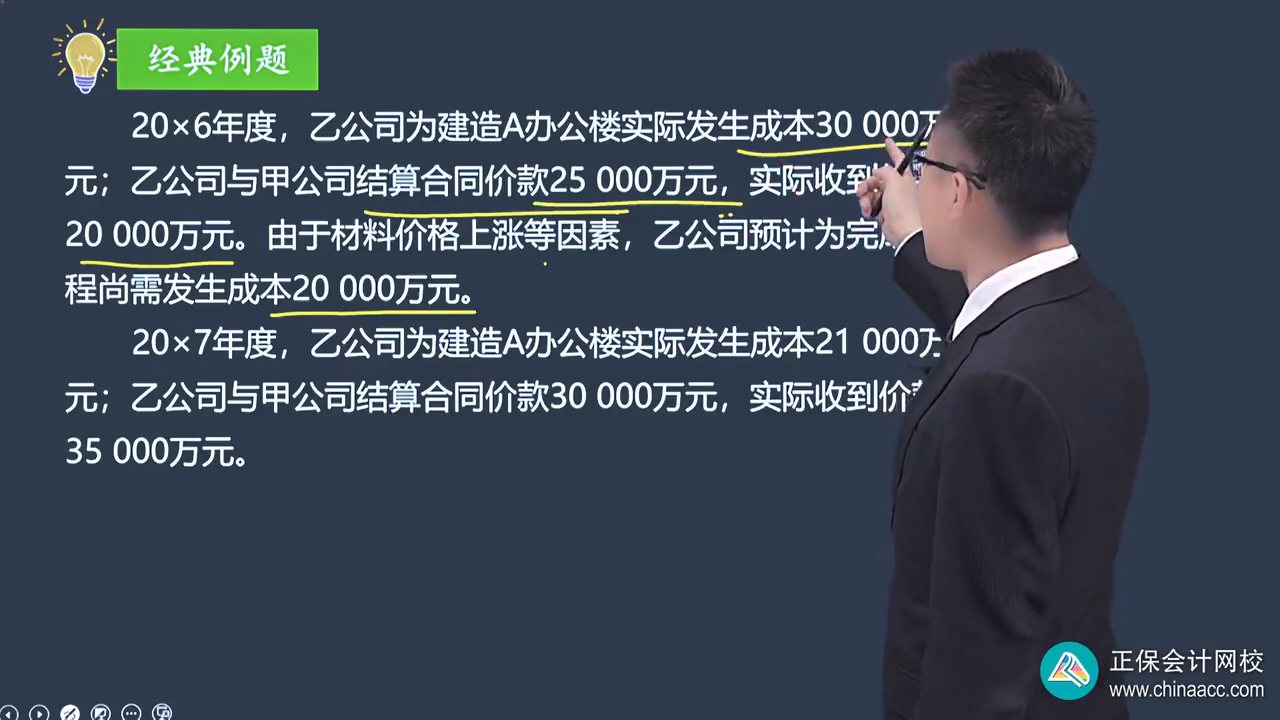 经典例题
20×6年度，乙公司为建造A办公楼实际发生成本30 000万
元；乙公司与甲公司结算合同价款25 000万元，实际收到
20 000万元。由于材料价格上涨等因素，乙公司预计为完
程尚需发生成本20 000万元。
20×7年度，乙公司为建造A办公楼实际发生成本21 000万
元；乙公司与甲公司结算合同价款30 000万元，实际收到价
35 000万元。
正保会计网校
www.chinaacc.com